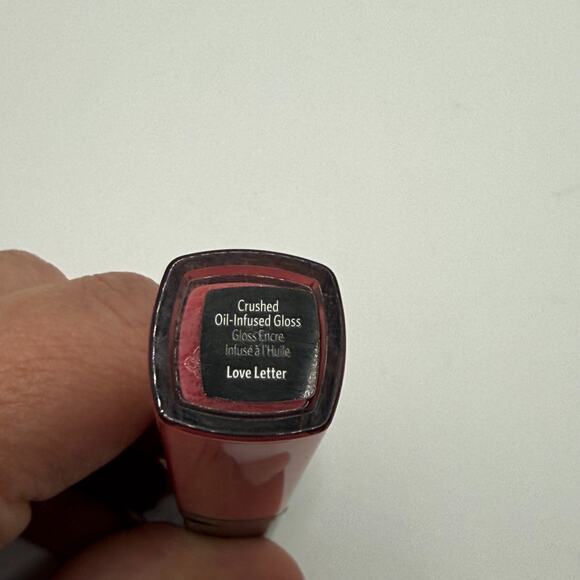 Crushed
Oil-Infused Gloss
Gloss Encre
Infusé à l'Huile
Love Letter